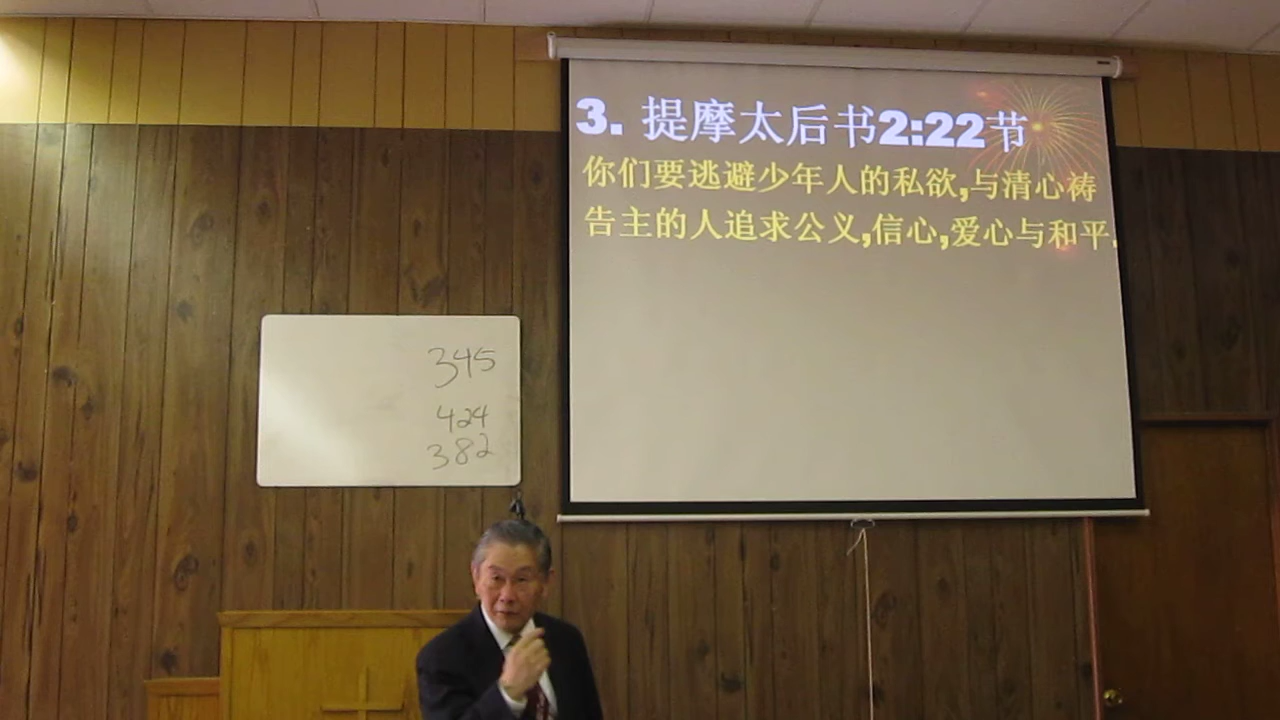 3. 提摩太后书2:22节
你们要逃避少年人的私欲,与清心祷
告主的人追求公义,信心,爱心与和平.
345
424
382